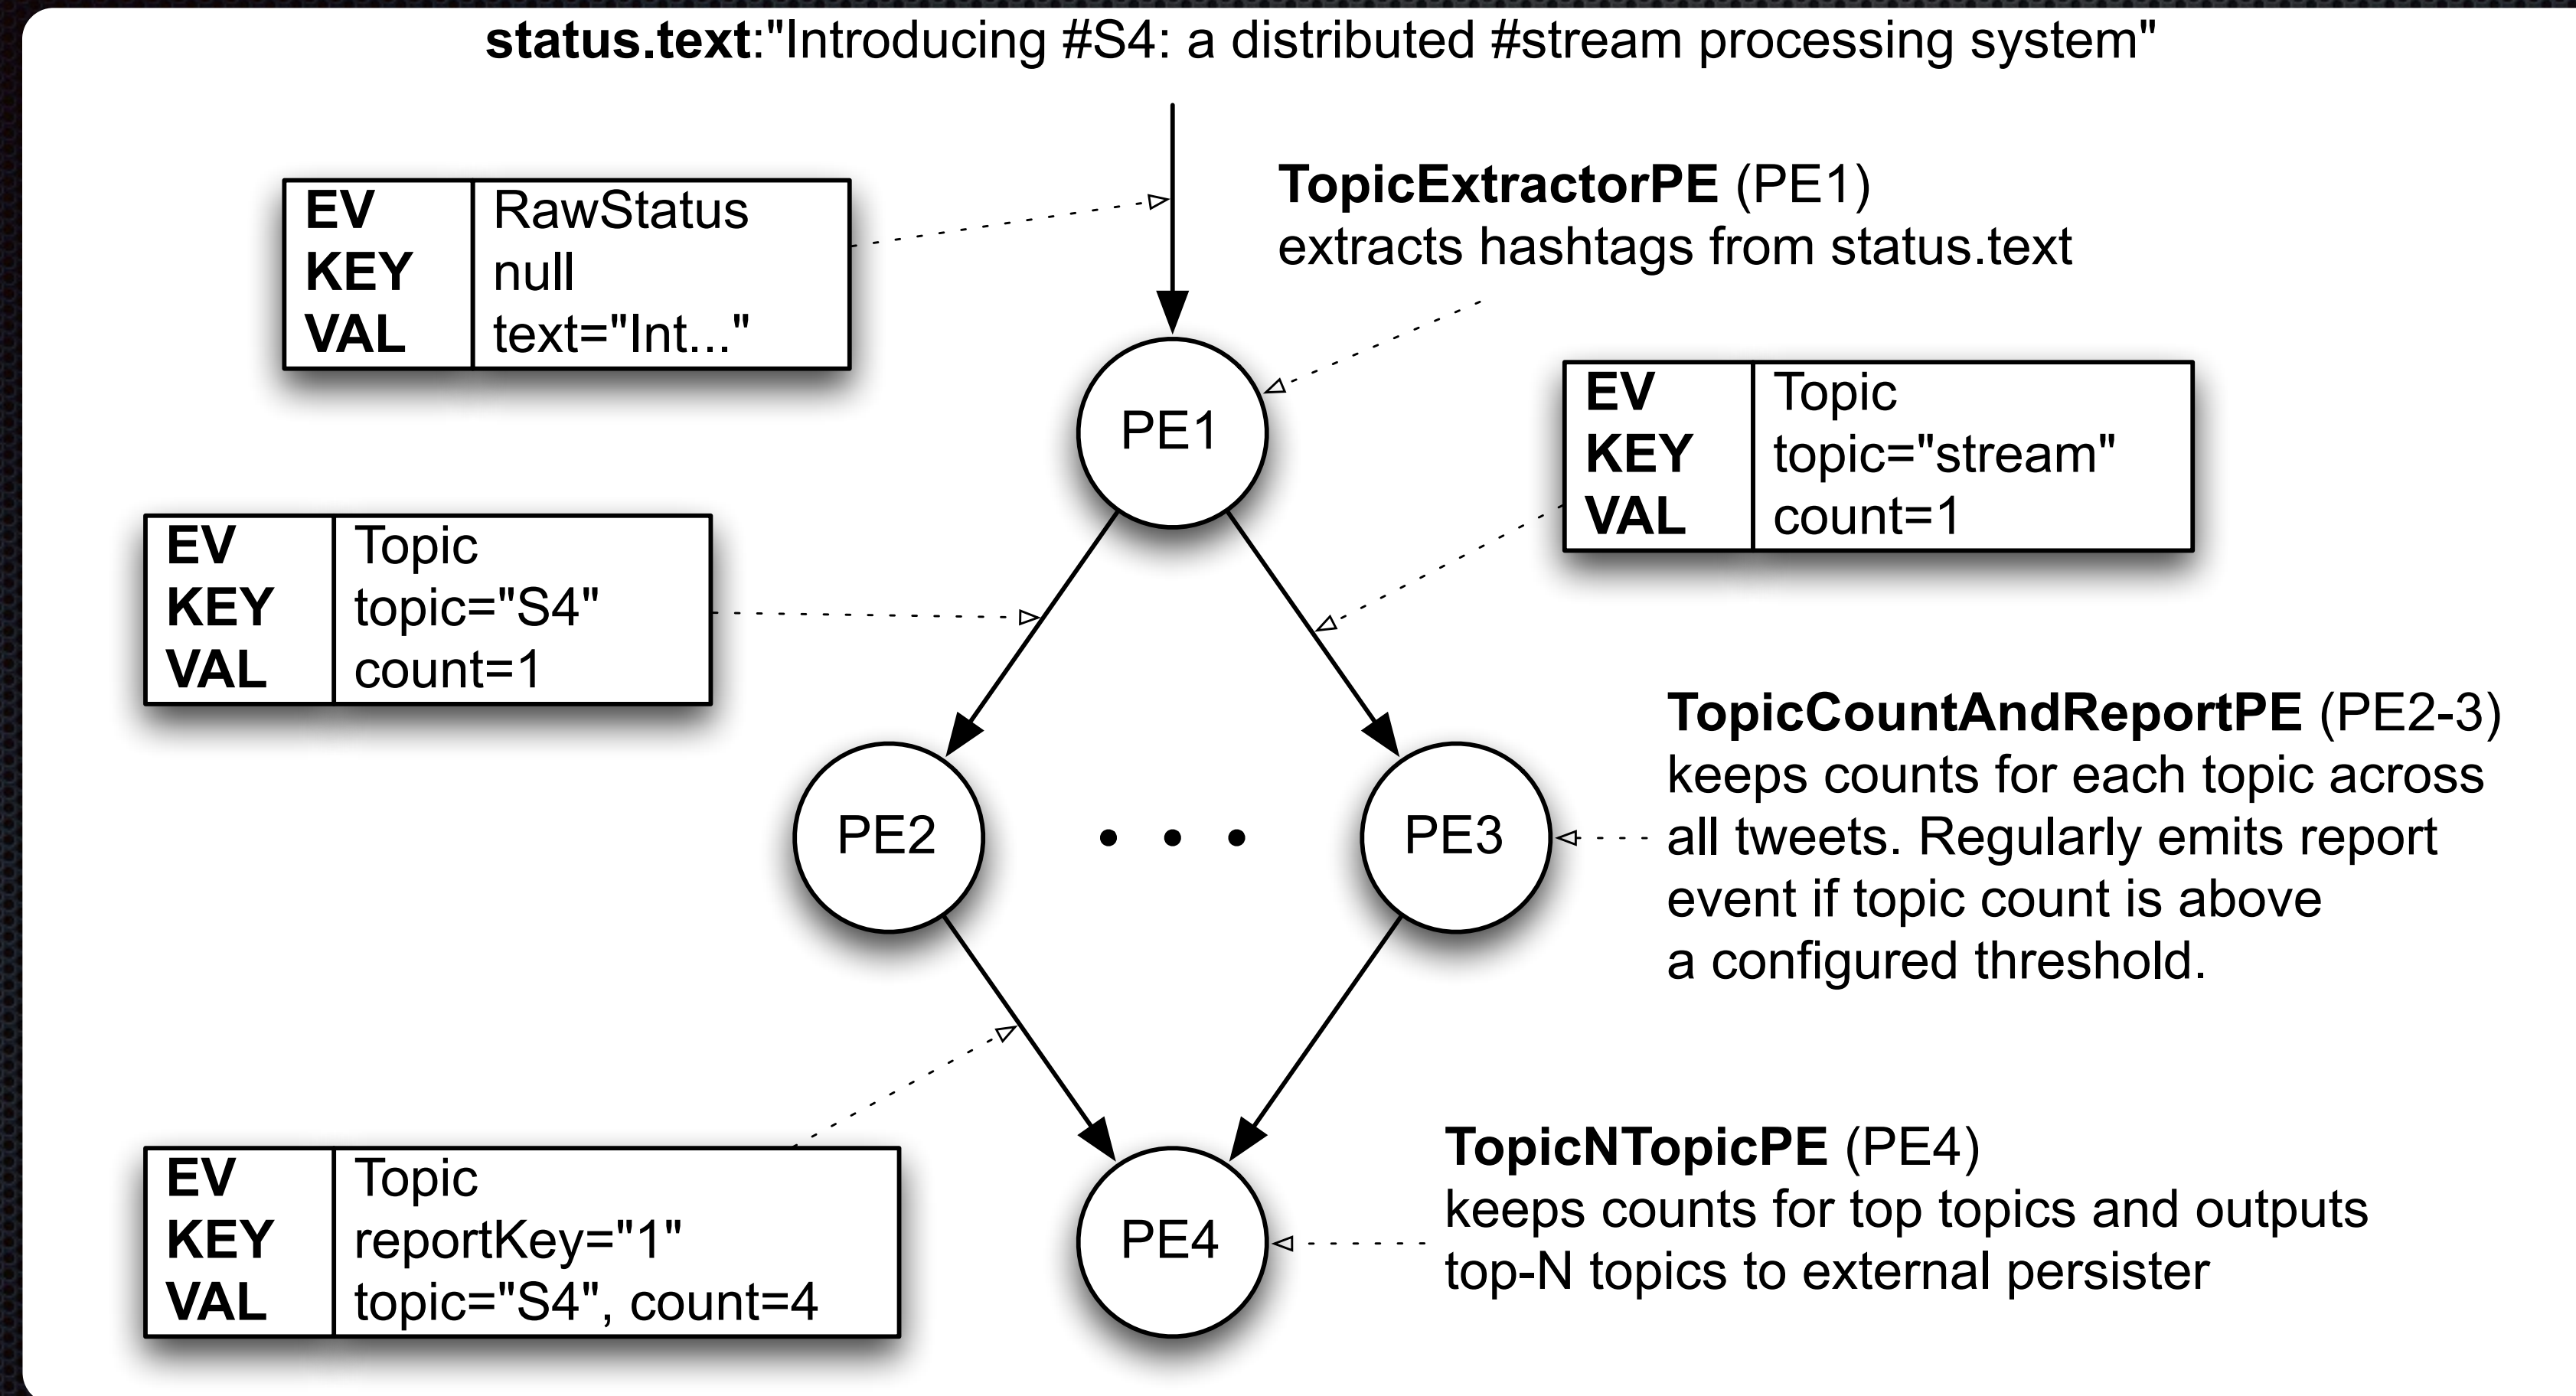 status.text:"Introducing #S4: a distributed #stream processing system"
TopicExtractorPE (PE1)
extracts hashtags from status.text
EV RawStatus
KEY null
VAL text="Int..."
PE1
EV Topic
KEY topic="stream"
VAL count=1
EV Topic
KEY topic="S4"
VAL count=1
TopicCountAndReportPE (PE2-3)
keeps counts for each topic across
all tweets. Regularly emits report
event if topic count is above
a configured threshold.
PE2 • • • PE3
EV Topic
KEY reportKey="1"
VAL topic="S4", count=4
PE4
TopicNTopicPE (PE4)
keeps counts for top topics and outputs
top-N topics to external persister